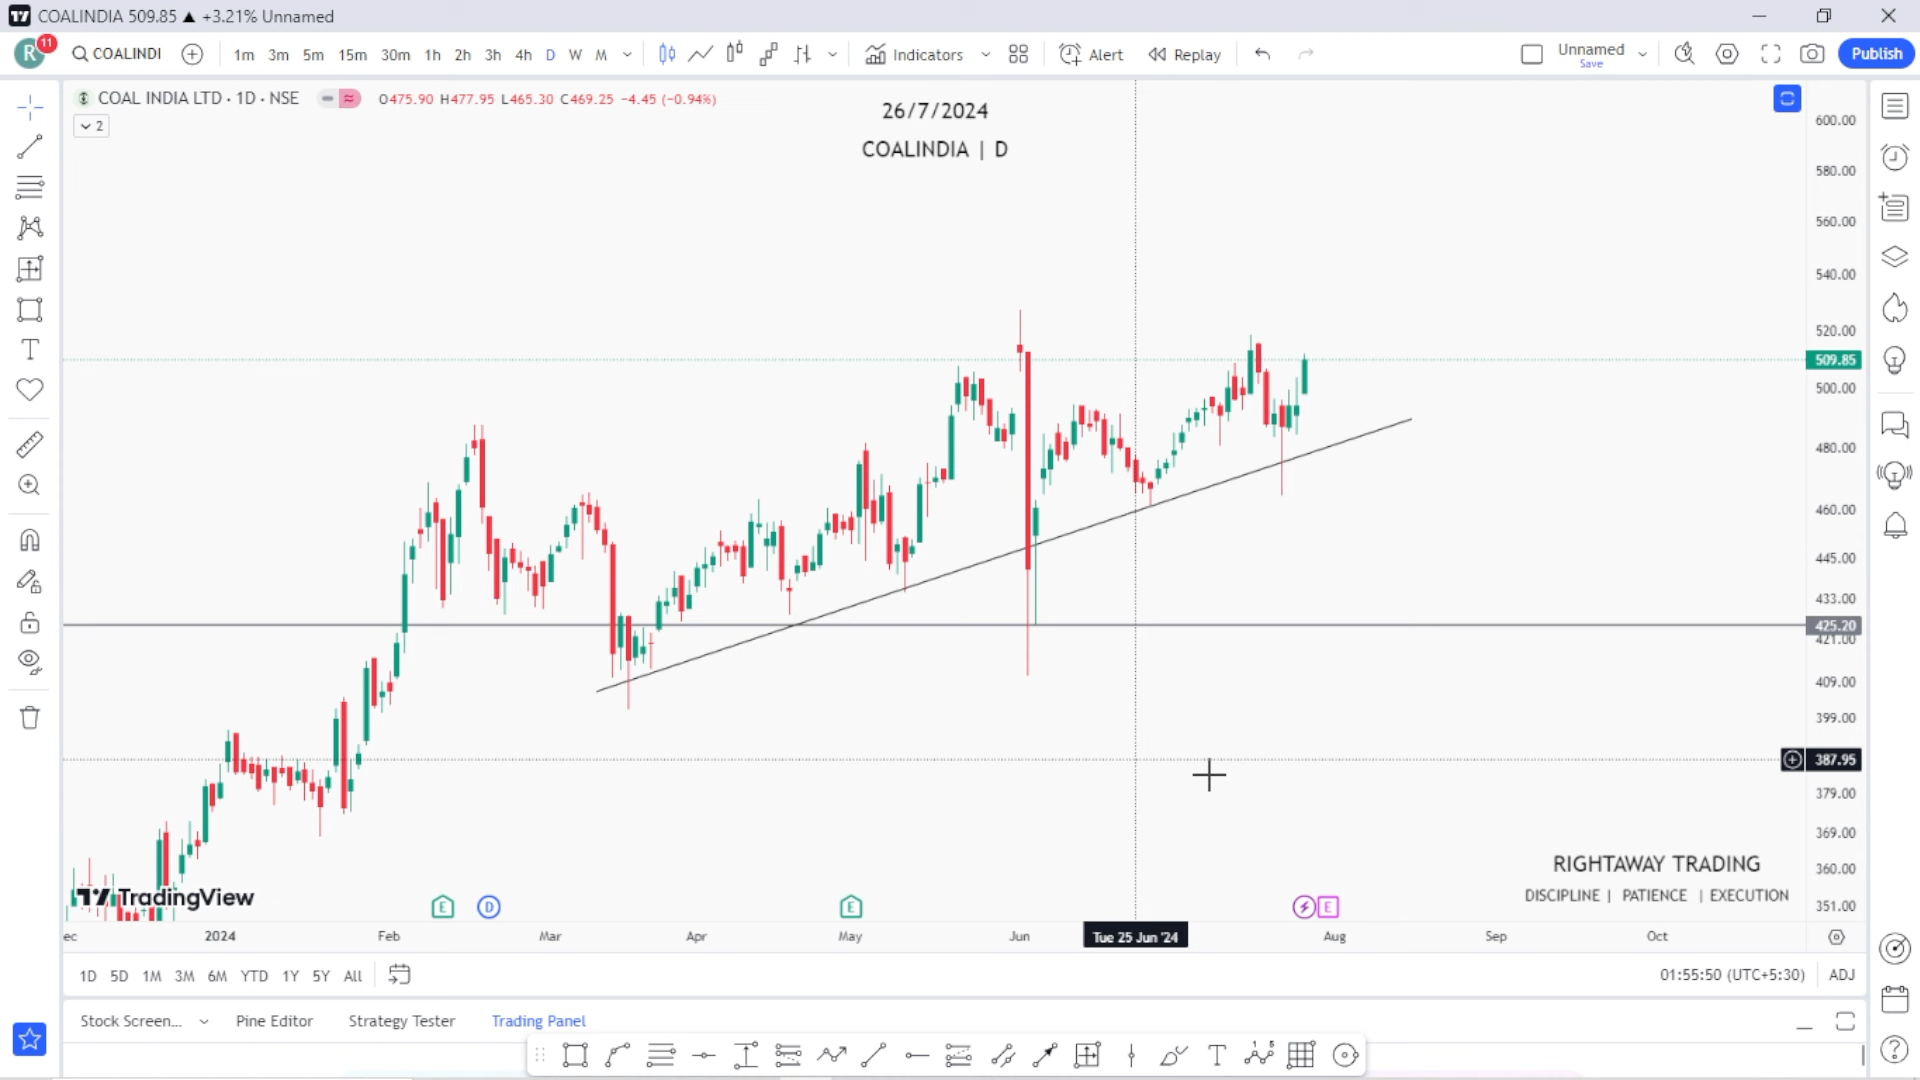 COALINDIA 509.85 ▲ +3.21% Unnamed
R 11 COALINDI 1m 3m 5m 15m 30m 1h 2h 3h 4h D W M Indicators Alert Replay Unnamed Save Publish
COAL INDIA LTD · 1D · NSE O475.90 H477.95 L465.30 C469.25 −4.45 (−0.94%)
2
26/7/2024
COALINDIA | D
600.00
580.00
560.00
540.00
520.00
509.85
500.00
480.00
460.00
445.00
433.00
425.20
421.00
409.00
399.00
387.95
379.00
369.00
360.00
351.00
RIGHTAWAY TRADING
DISCIPLINE | PATIENCE | EXECUTION
TradingView
E D E E
ec 2024 Feb Mar Apr May Jun Tue 25 Jun '24 Aug Sep Oct
1D 5D 1M 3M 6M YTD 1Y 5Y All 01:55:50 (UTC+5:30) ADJ
Stock Screen... Pine Editor Strategy Tester Trading Panel